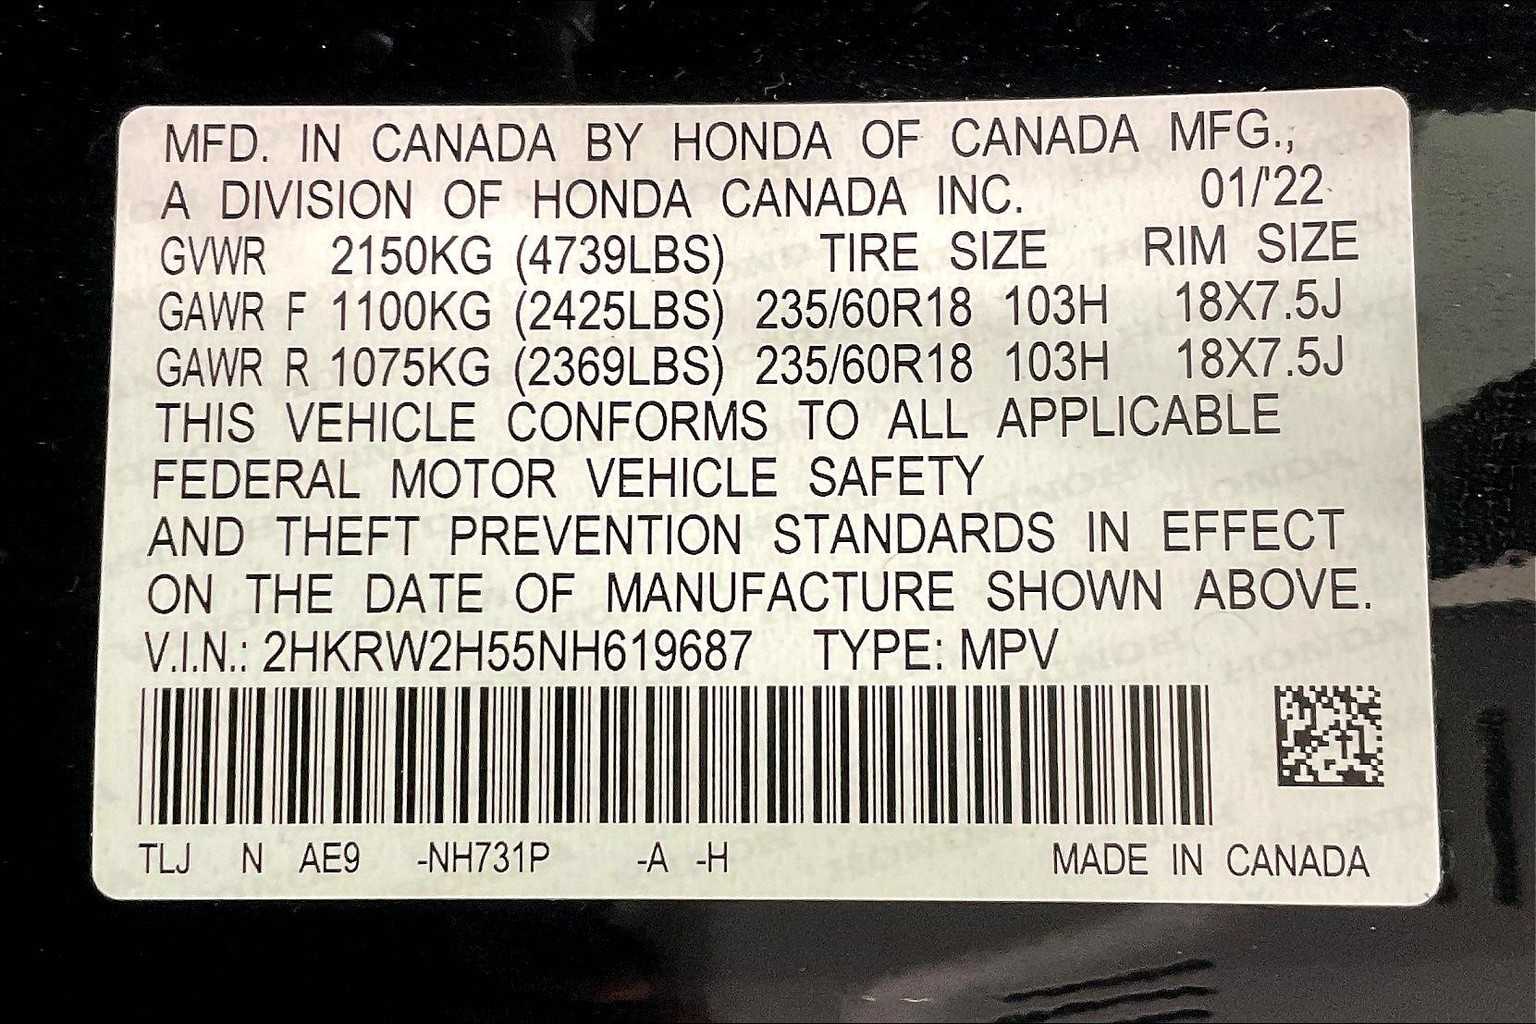 MFD. IN CANADA BY HONDA OF CANADA MFG.,
A DIVISION OF HONDA CANADA INC. 01/'22
GVWR 2150KG (4739LBS) TIRE SIZE RIM SIZE
GAWR F 1100KG (2425LBS) 235/60R18 103H 18X7.5J
GAWR R 1075KG (2369LBS) 235/60R18 103H 18X7.5J
THIS VEHICLE CONFORMS TO ALL APPLICABLE
FEDERAL MOTOR VEHICLE SAFETY
AND THEFT PREVENTION STANDARDS IN EFFECT
ON THE DATE OF MANUFACTURE SHOWN ABOVE.
V.I.N.: 2HKRW2H55NH619687 TYPE: MPV
TLJ N AE9 -NH731P -A -H MADE IN CANADA